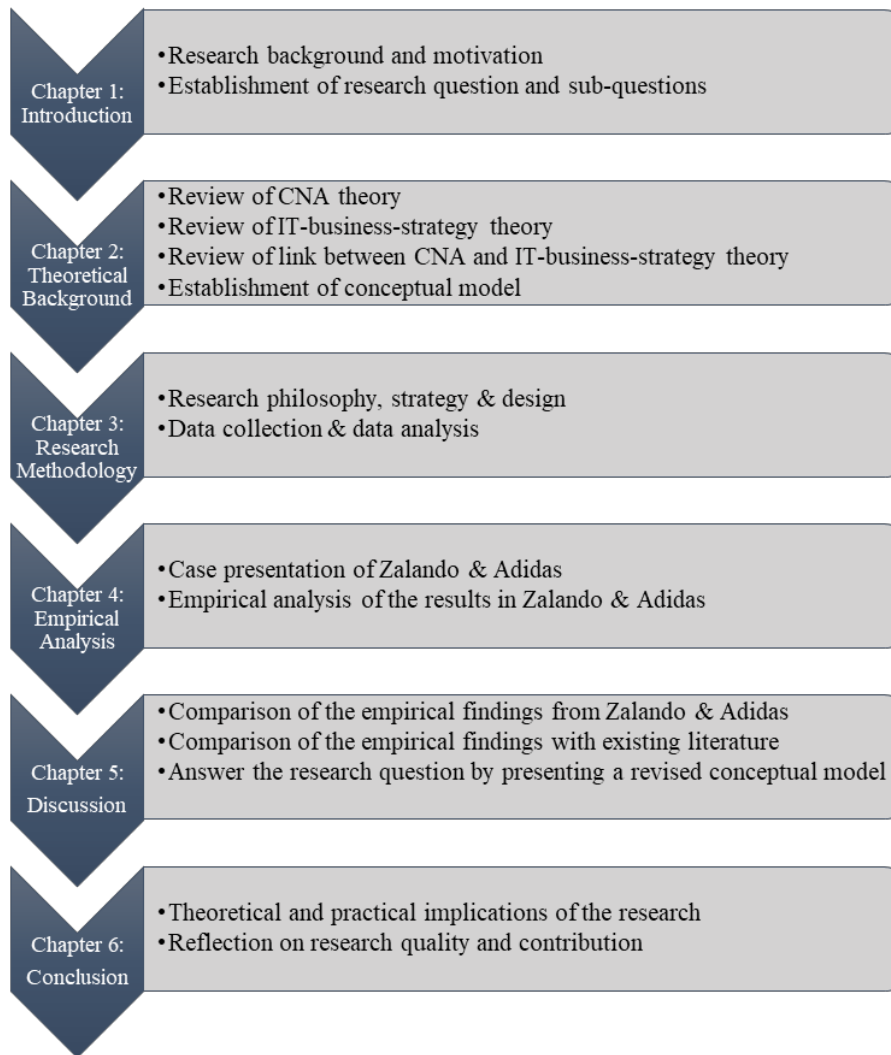 Chapter 1:
Introduction
•Research background and motivation
•Establishment of research question and sub-questions
Chapter 2:
Theoretical
Background
•Review of CNA theory
•Review of IT-business-strategy theory
•Review of link between CNA and IT-business-strategy theory
•Establishment of conceptual model
Chapter 3:
Research
Methodology
•Research philosophy, strategy & design
•Data collection & data analysis
Chapter 4:
Empirical
Analysis
•Case presentation of Zalando & Adidas
•Empirical analysis of the results in Zalando & Adidas
Chapter 5:
Discussion
•Comparison of the empirical findings from Zalando & Adidas
•Comparison of the empirical findings with existing literature
•Answer the research question by presenting a revised conceptual model
Chapter 6:
Conclusion
•Theoretical and practical implications of the research
•Reflection on research quality and contribution